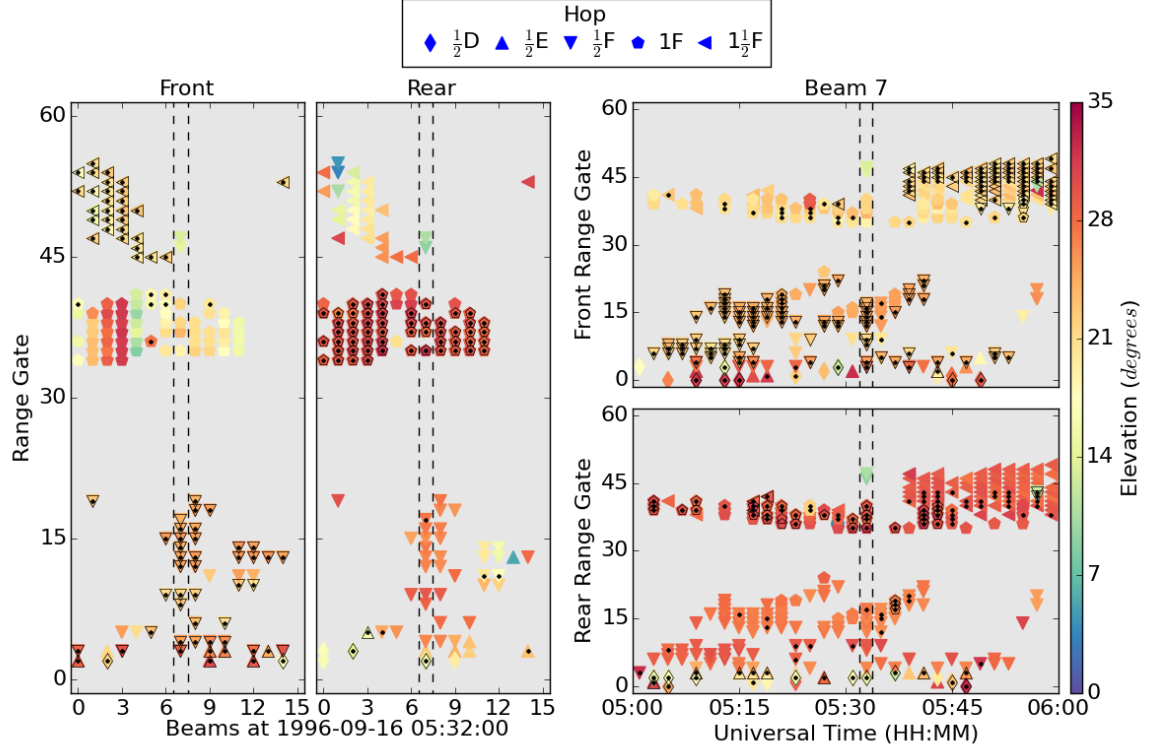 Hop
½D ½E ½F 1F 1½F
Front Rear Beam 7
60
45
30
15
0
Range Gate
0 3 6 9 12
0 3 6 9 12 15
Beams at 1996-09-16 05:32:00
60
45
30
15
0
Front Range Gate
60
45
30
15
0
Rear Range Gate
05:00 05:15 05:30 05:45 06:00
Universal Time (HH:MM)
35
28
21
14
7
0
Elevation (degrees)